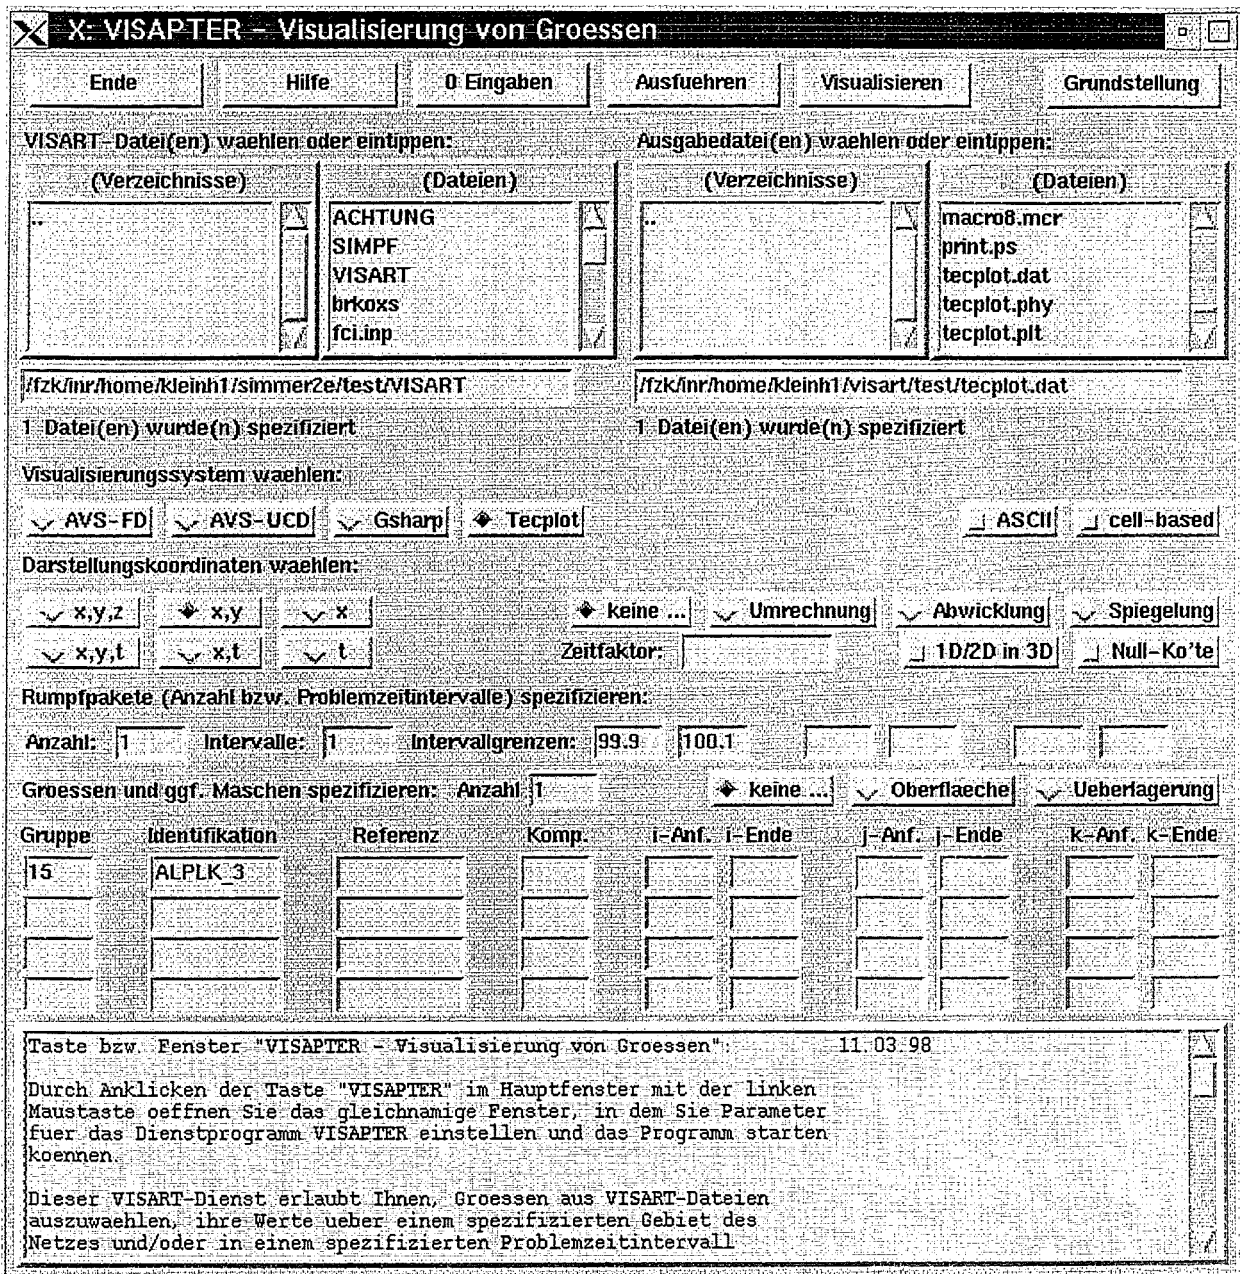 X: VISAPTER - Visualisierung von Groessen
Ende Hilfe 0 Eingaben Ausfuehren Visualisieren Grundstellung
VISART-Datei(en) waehlen oder eintippen: Ausgabedatei(en) waehlen oder eintippen:
(Verzeichnisse) (Dateien) (Verzeichnisse) (Dateien)
.. ACHTUNG .. macro8.mcr
SIMPF print.ps
VISART tecplot.dat
brkoxs tecplot.phy
fci.inp tecplot.plt
/fzk/inr/home/kleinh1/simmer2e/test/VISART /fzk/inr/home/kleinh1/visart/test/tecplot.dat
1 Datei(en) wurde(n) spezifiziert 1 Datei(en) wurde(n) spezifiziert
Visualisierungssystem waehlen:
AVS-FD AVS-UCD Gsharp Tecplot ASCII cell-based
Darstellungskoordinaten waehlen:
x,y,z x,y x keine ... Umrechnung Abwicklung Spiegelung
x,y,t x,t t Zeitfaktor: 1D/2D in 3D Null-Ko'te
Rumpfpakete (Anzahl bzw. Problemzeitintervalle) spezifizieren:
Anzahl: 1 Intervalle: 1 Intervallgrenzen: 99.9 100.1
Groessen und ggf. Maschen spezifizieren: Anzahl 1 keine ... Oberflaeche Ueberlagerung
Gruppe Identifikation Referenz Komp. i-Anf. i-Ende j-Anf. j-Ende k-Anf. k-Ende
15 ALPLK_3
Taste bzw. Fenster "VISAPTER - Visualisierung von Groessen": 11.03.98
Durch Anklicken der Taste "VISAPTER" im Hauptfenster mit der linken
Maustaste oeffnen Sie das gleichnamige Fenster, in dem Sie Parameter
fuer das Dienstprogramm VISAPTER einstellen und das Programm starten
koennen.
Dieser VISART-Dienst erlaubt Ihnen, Groessen aus VISART-Dateien
auszuwaehlen, ihre Werte ueber einem spezifizierten Gebiet des
Netzes und/oder in einem spezifizierten Problemzeitintervall